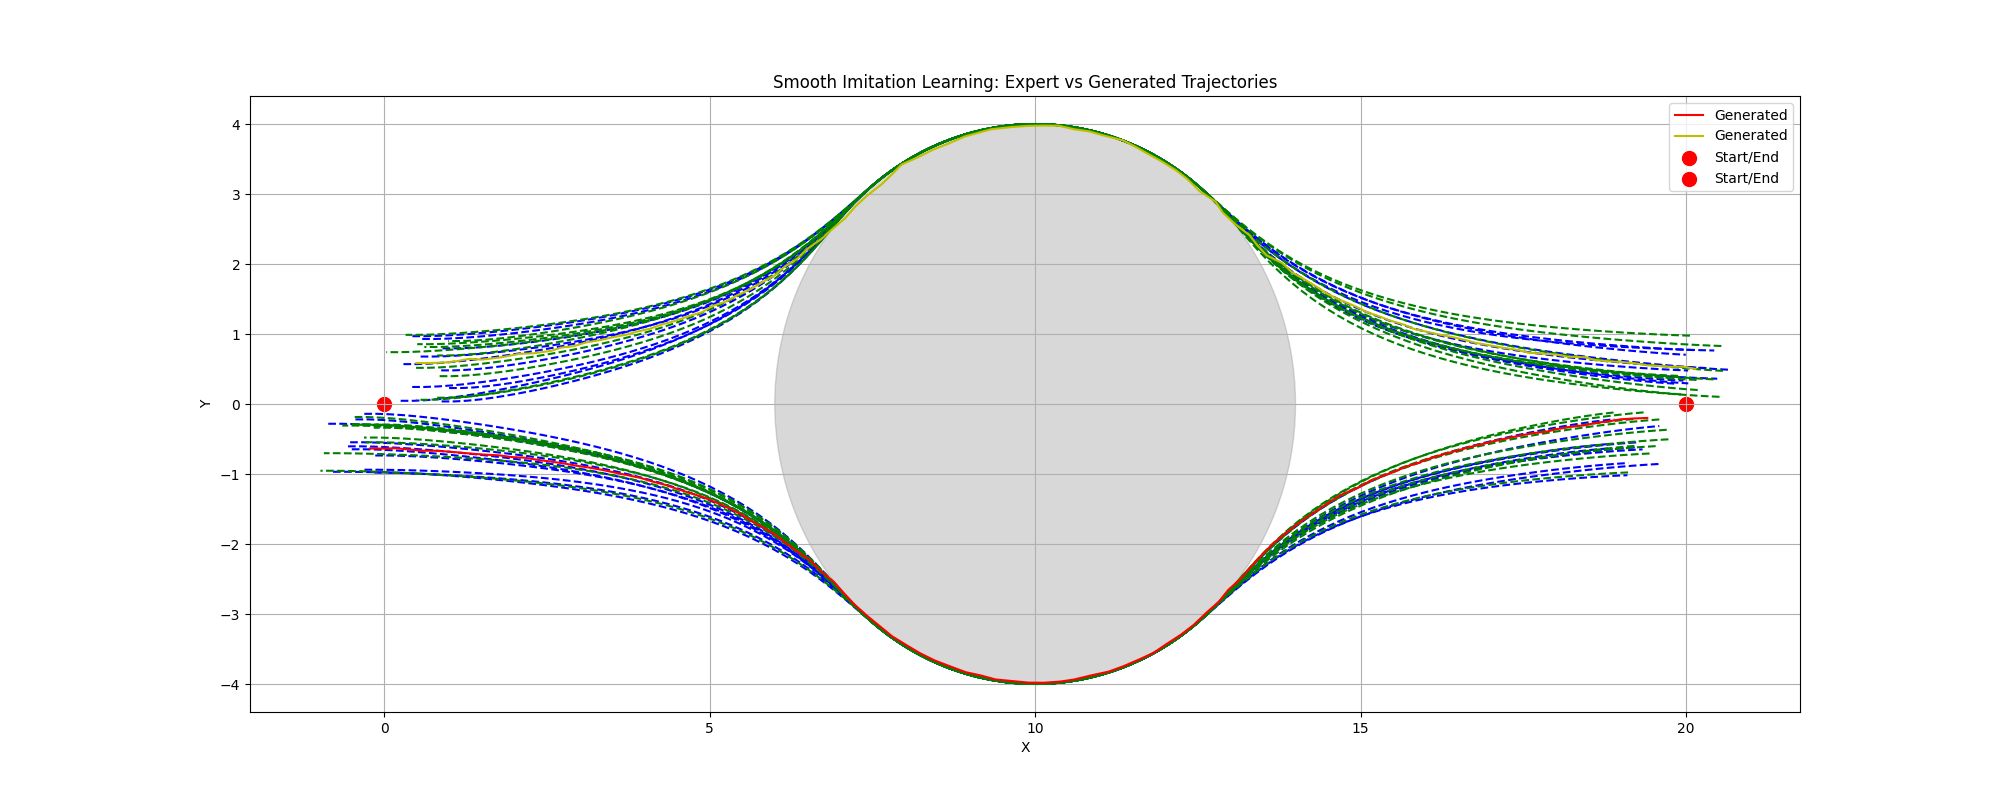 Smooth Imitation Learning: Expert vs Generated Trajectories
Generated
Generated
Start/End
Start/End
4
3
2
1
0
−1
−2
−3
−4
Y
0 5 10 15 20
X